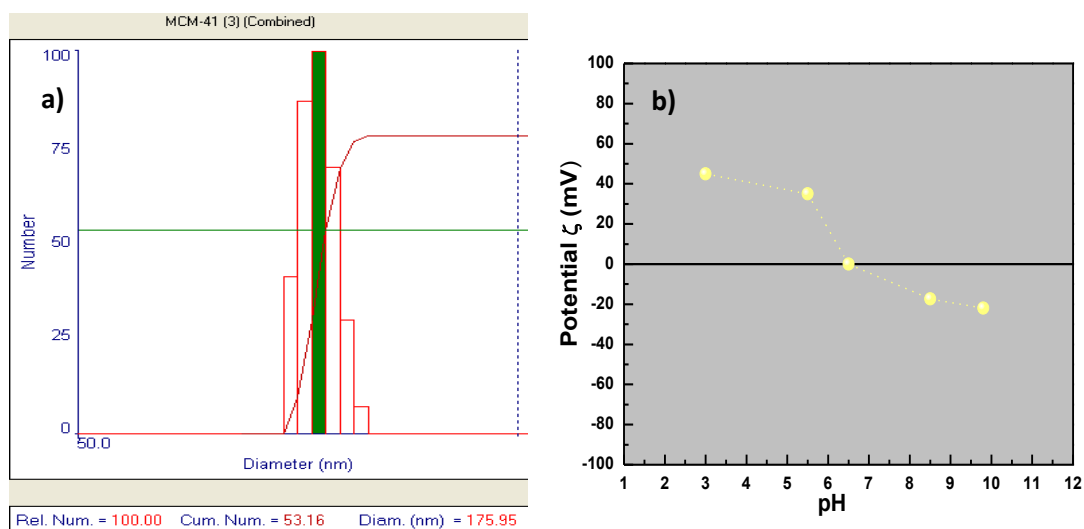 MCM-41 (3) (Combined)
a)
100
75
50
25
0
Number
50.0
Diameter (nm)
Rel. Num. = 100.00 Cum. Num. = 53.16 Diam. (nm) = 175.95
b)
100
80
60
40
20
0
-20
-40
-60
-80
-100
Potential ζ (mV)
1 2 3 4 5 6 7 8 9 10 11 12
pH